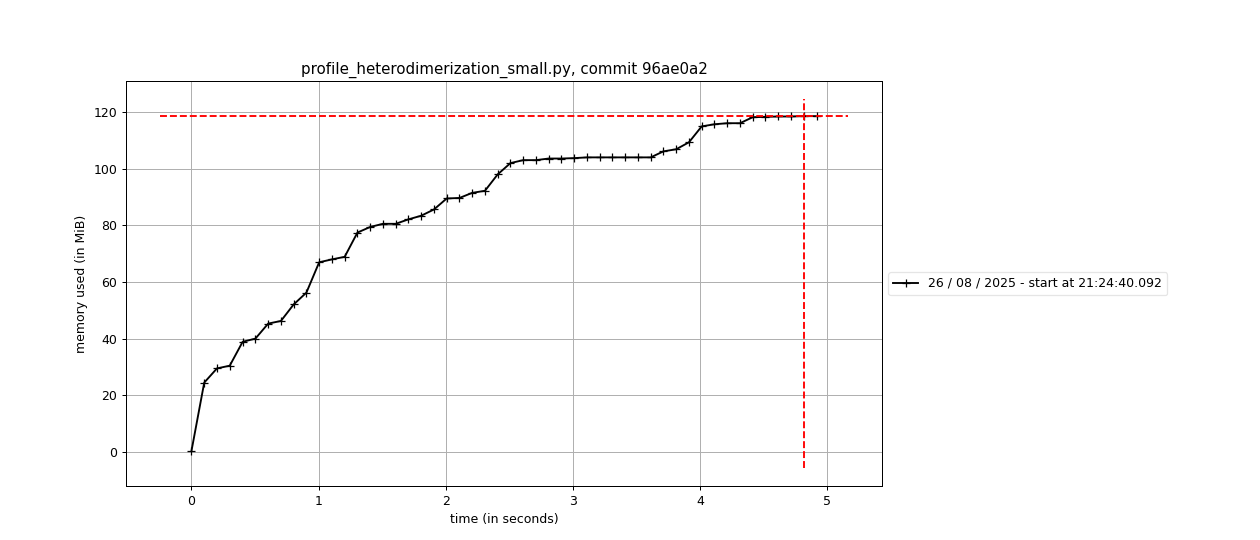 profile_heterodimerization_small.py, commit 96ae0a2
120
100
80
60
40
20
0
memory used (in MiB)
0 1 2 3 4 5
time (in seconds)
26 / 08 / 2025 - start at 21:24:40.092